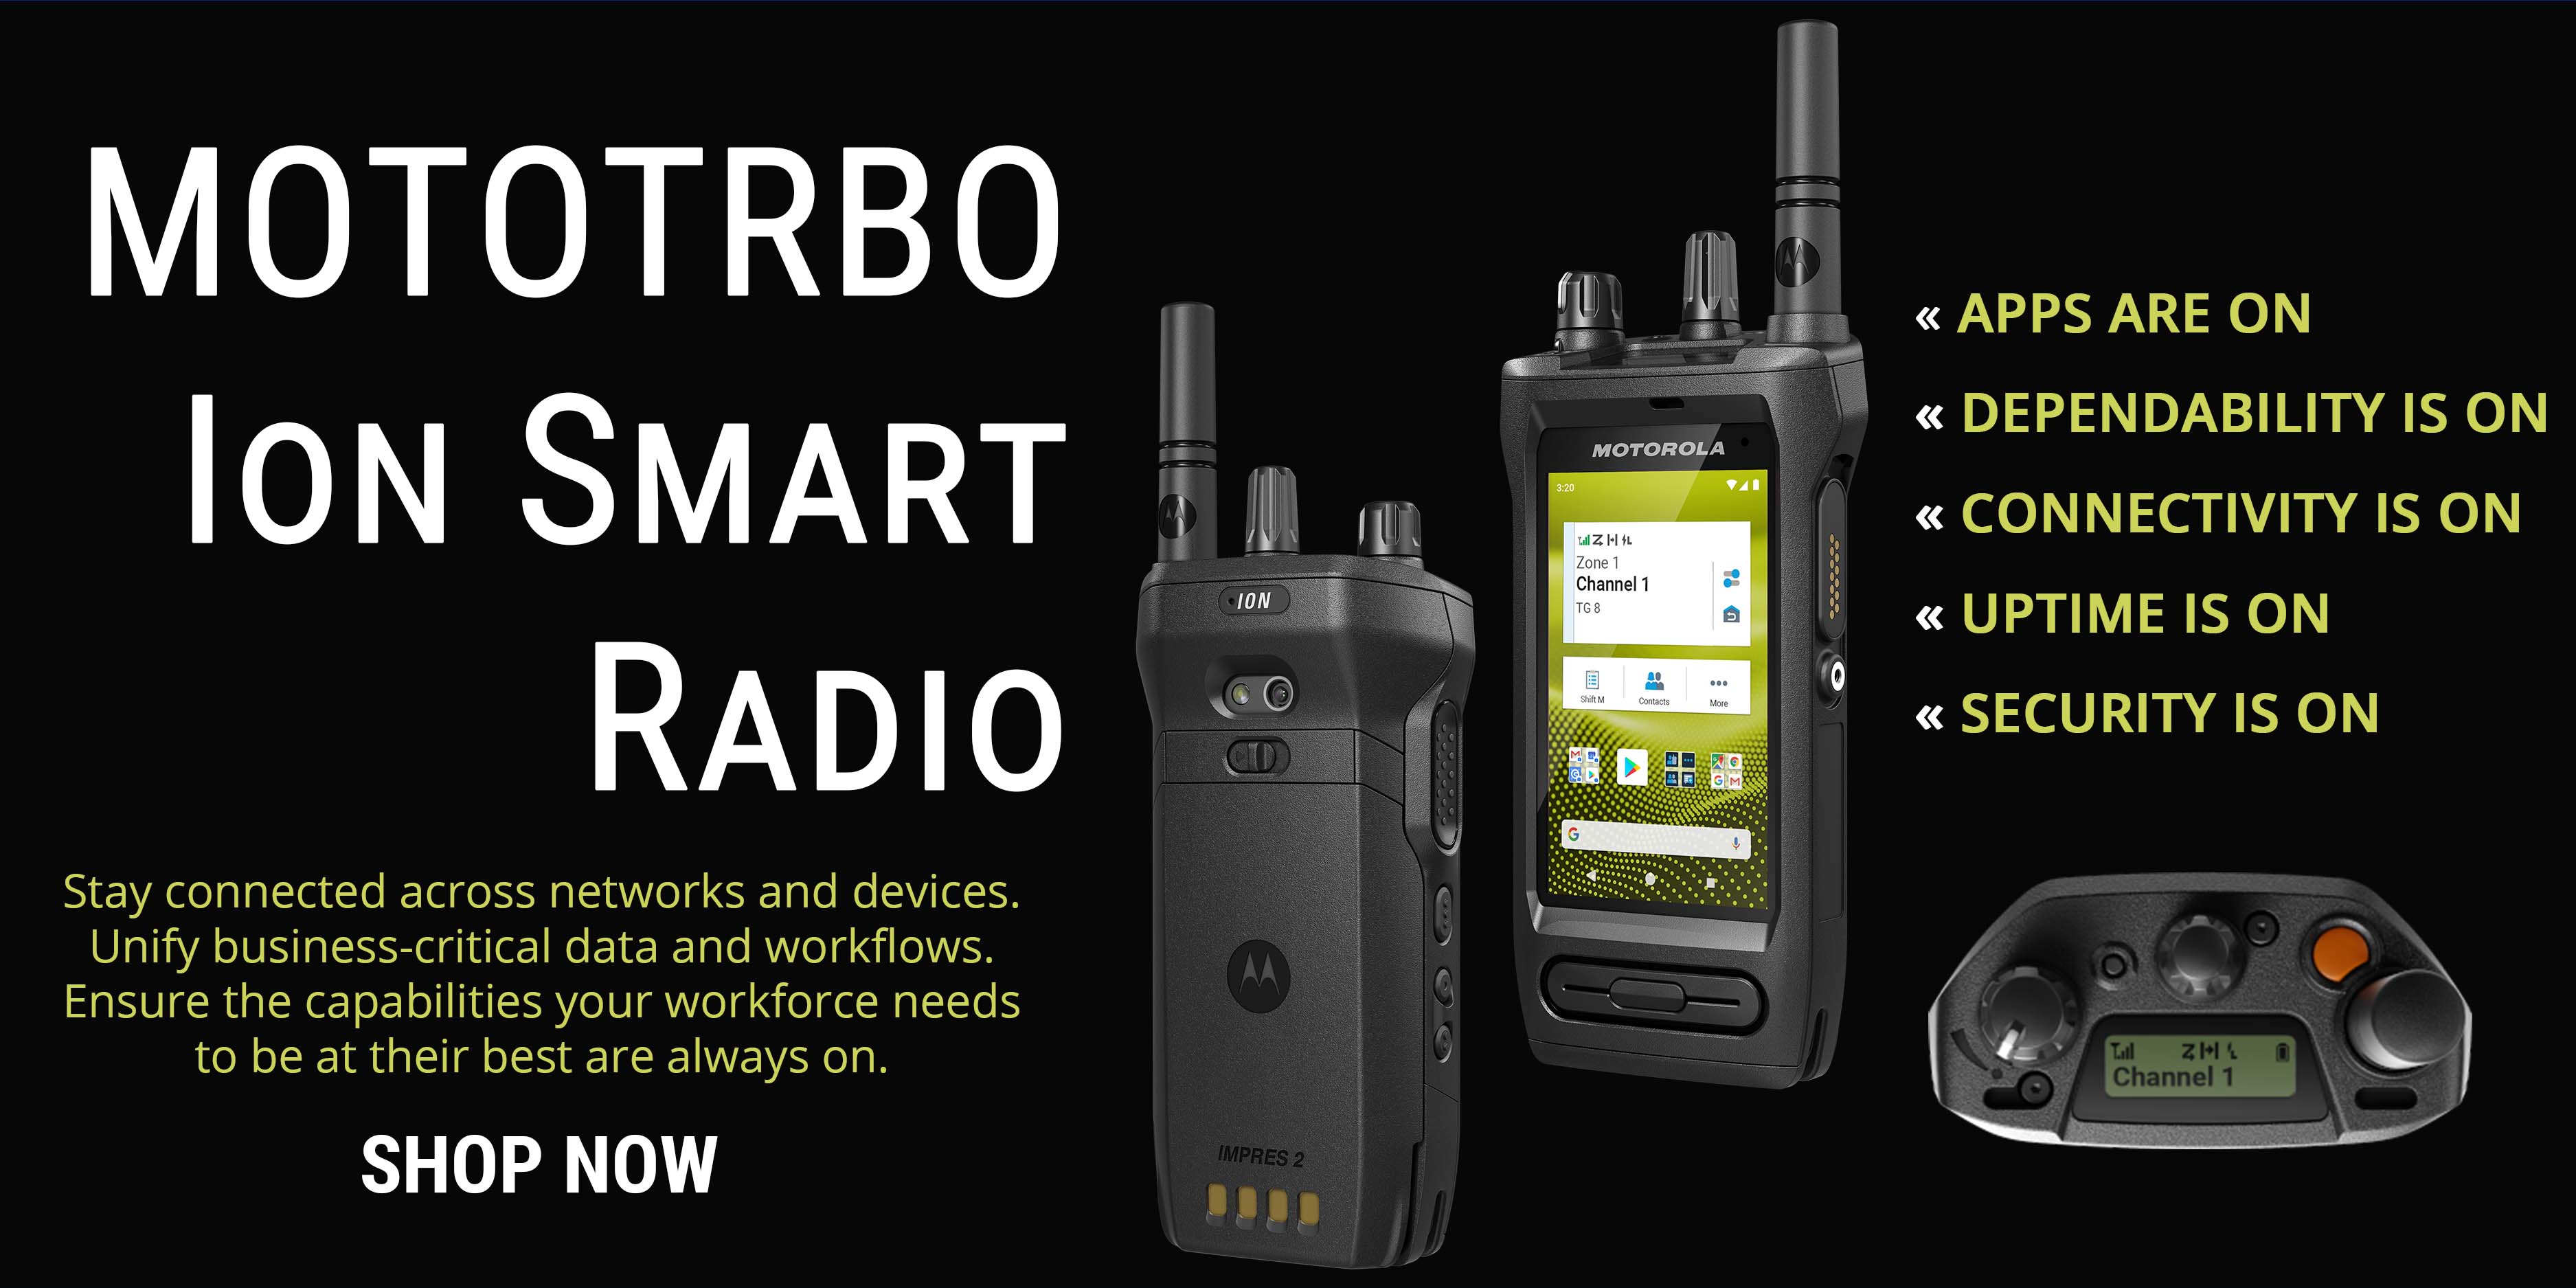 MOTOTRBO
ION SMART
RADIO
Stay connected across networks and devices.
Unify business-critical data and workflows.
Ensure the capabilities your workforce needs
to be at their best are always on.
SHOP NOW
ION
IMPRES 2
MOTOROLA
3:20
Zone 1
Channel 1
TG 8
Shift M
Contacts
More
« APPS ARE ON
« DEPENDABILITY IS ON
« CONNECTIVITY IS ON
« UPTIME IS ON
« SECURITY IS ON
Channel 1